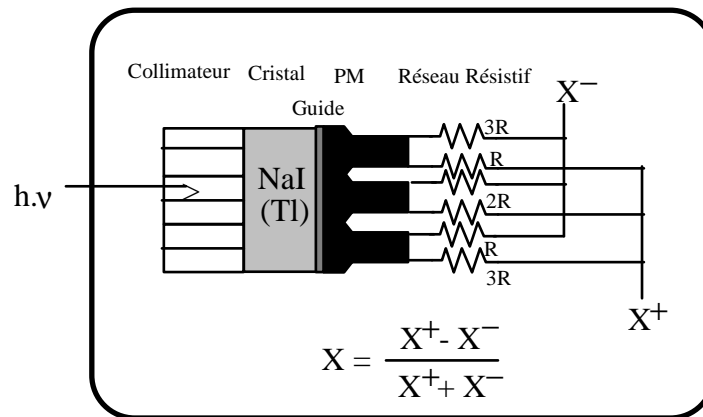 Collimateur Cristal PM Réseau Résistif
Guide
X–
3R
R
2R
R
3R
h.ν
NaI
(Tl)
X+
X = X+ - X– / X+ + X–